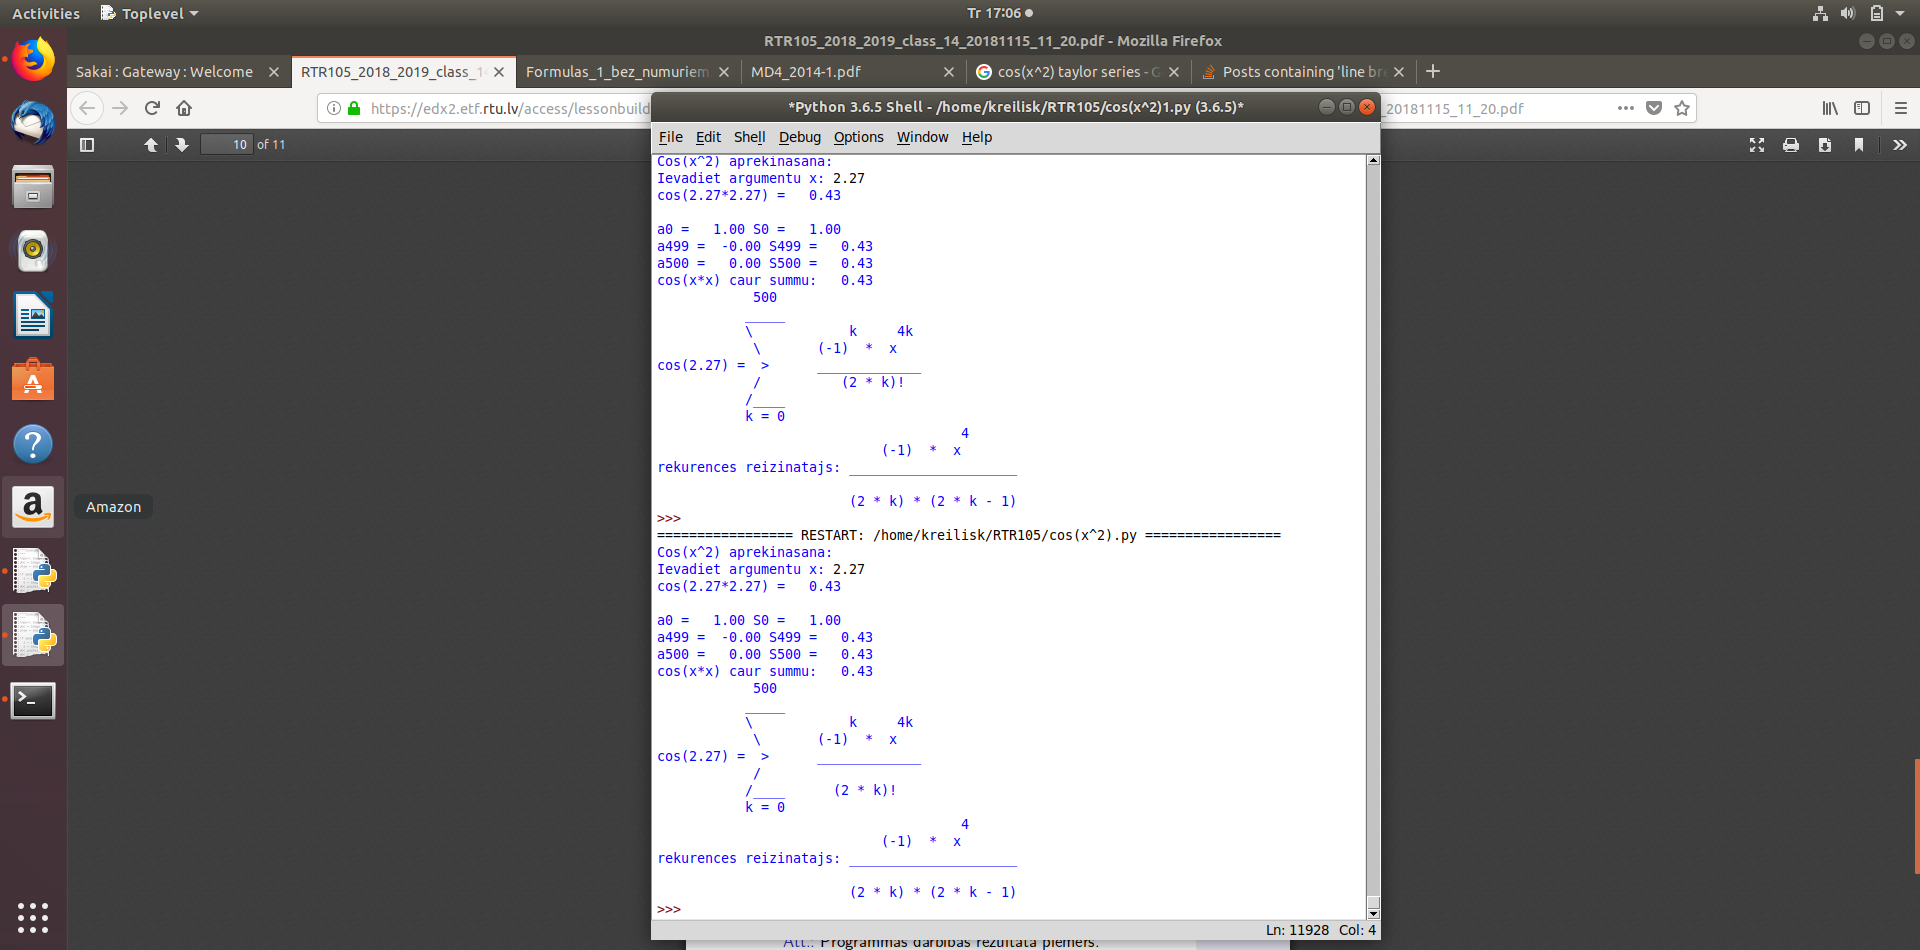 Activities Toplevel Tr 17:06
RTR105_2018_2019_class_14_20181115_11_20.pdf - Mozilla Firefox
Sakai : Gateway : Welcome RTR105_2018_2019_class_1 Formulas_1_bez_numuriem MD4_2014-1.pdf cos(x^2) taylor series - G Posts containing 'line br
https://edx2.etf.rtu.lv/access/lessonbuild _20181115_11_20.pdf
10 of 11
*Python 3.6.5 Shell - /home/kreilisk/RTR105/cos(x^2)1.py (3.6.5)*
File Edit Shell Debug Options Window Help
Cos(x^2) aprekinasana:
Ievadiet argumentu x: 2.27
cos(2.27*2.27) =   0.43
a0 =   1.00 S0 =   1.00
a499 =  -0.00 S499 =   0.43
a500 =   0.00 S500 =   0.43
cos(x*x) caur summu:   0.43
            500
           _____
           \            k     4k
            \       (-1)  *  x
cos(2.27) =  >      _____________
            /          (2 * k)!
           /____
           k = 0
                                      4
                            (-1)  *  x
rekurences reizinatajs: _____________________
                        (2 * k) * (2 * k - 1)
>>>
================= RESTART: /home/kreilisk/RTR105/cos(x^2).py =================
Cos(x^2) aprekinasana:
Ievadiet argumentu x: 2.27
cos(2.27*2.27) =   0.43
a0 =   1.00 S0 =   1.00
a499 =  -0.00 S499 =   0.43
a500 =   0.00 S500 =   0.43
cos(x*x) caur summu:   0.43
            500
           _____
           \            k     4k
            \       (-1)  *  x
cos(2.27) =  >      _____________
            /
           /____      (2 * k)!
           k = 0
                                      4
                            (-1)  *  x
rekurences reizinatajs: _____________________
                        (2 * k) * (2 * k - 1)
>>>
Ln: 11928 Col: 4
Att.: Programmas darbības rezultāta piemērs.
Amazon